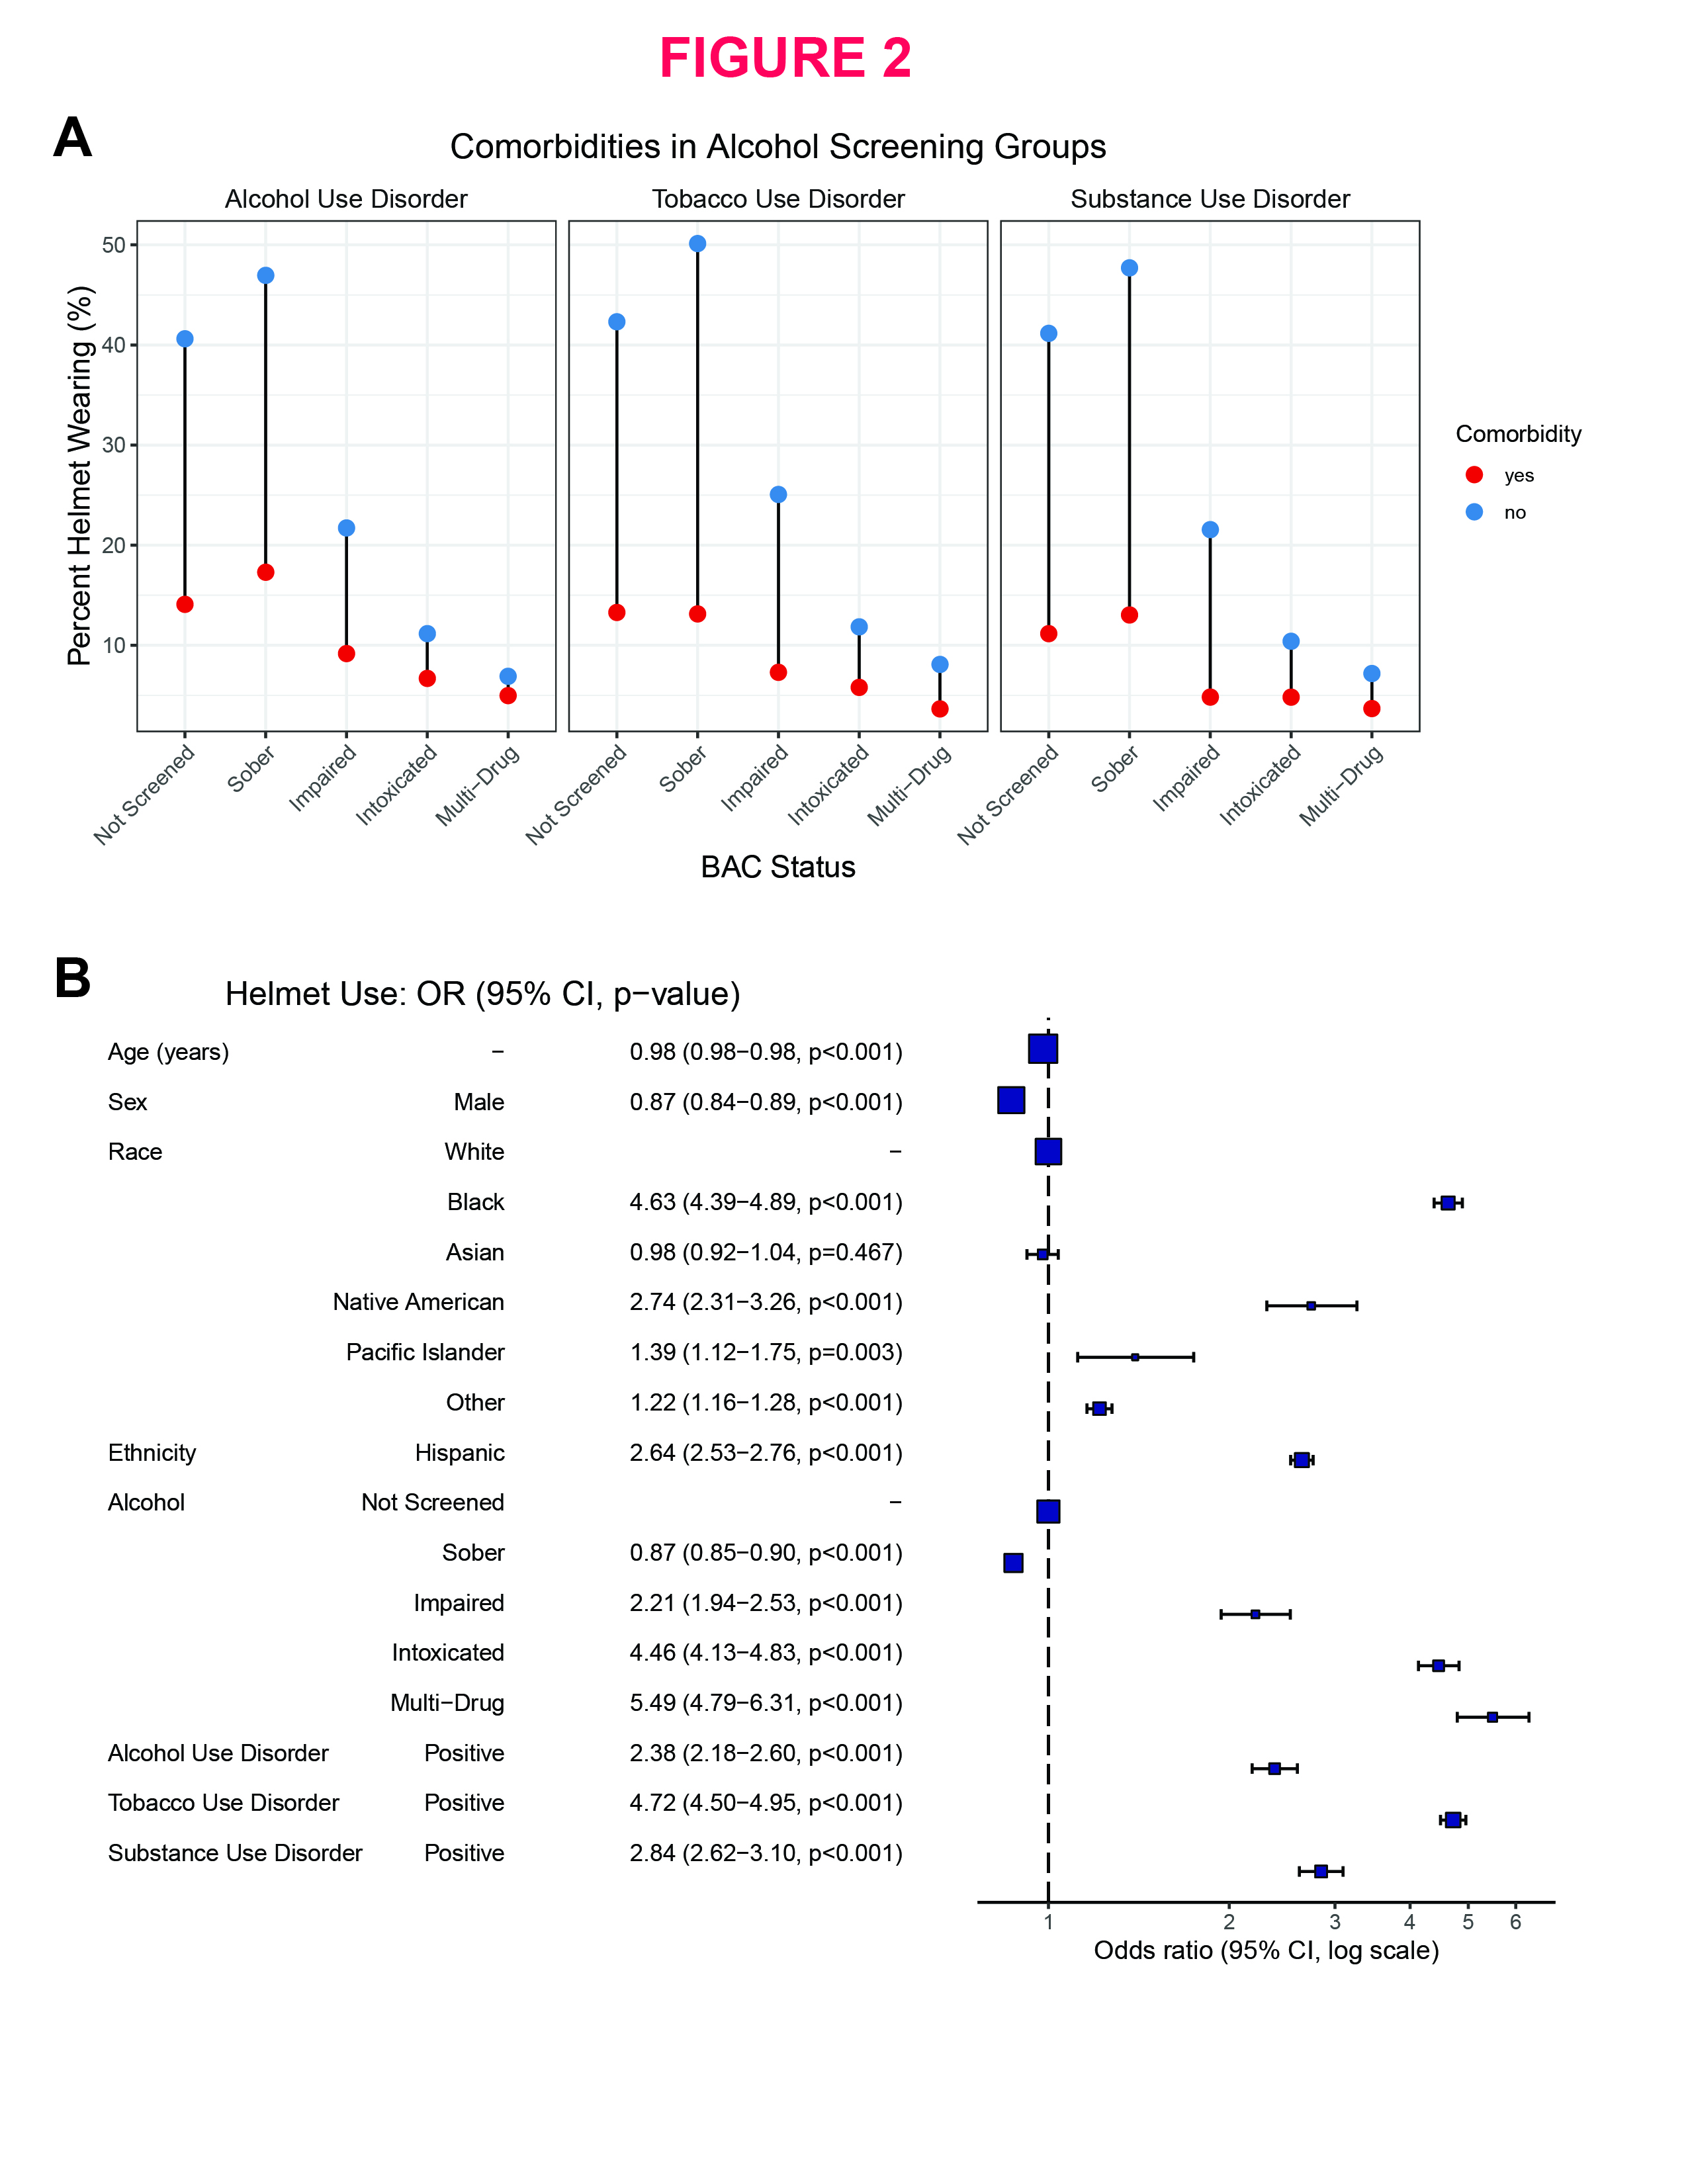 FIGURE 2
A
Comorbidities in Alcohol Screening Groups
Alcohol Use Disorder
Tobacco Use Disorder
Substance Use Disorder
Percent Helmet Wearing (%)
50
40
30
20
10
Not Screened
Sober
Impaired
Intoxicated
Multi−Drug
Not Screened
Sober
Impaired
Intoxicated
Multi−Drug
Not Screened
Sober
Impaired
Intoxicated
Multi−Drug
BAC Status
Comorbidity
yes
no
B
Helmet Use: OR (95% CI, p−value)
Age (years) − 0.98 (0.98−0.98, p<0.001)
Sex Male 0.87 (0.84−0.89, p<0.001)
Race White −
Black 4.63 (4.39−4.89, p<0.001)
Asian 0.98 (0.92−1.04, p=0.467)
Native American 2.74 (2.31−3.26, p<0.001)
Pacific Islander 1.39 (1.12−1.75, p=0.003)
Other 1.22 (1.16−1.28, p<0.001)
Ethnicity Hispanic 2.64 (2.53−2.76, p<0.001)
Alcohol Not Screened −
Sober 0.87 (0.85−0.90, p<0.001)
Impaired 2.21 (1.94−2.53, p<0.001)
Intoxicated 4.46 (4.13−4.83, p<0.001)
Multi−Drug 5.49 (4.79−6.31, p<0.001)
Alcohol Use Disorder Positive 2.38 (2.18−2.60, p<0.001)
Tobacco Use Disorder Positive 4.72 (4.50−4.95, p<0.001)
Substance Use Disorder Positive 2.84 (2.62−3.10, p<0.001)
1 2 3 4 5 6
Odds ratio (95% CI, log scale)